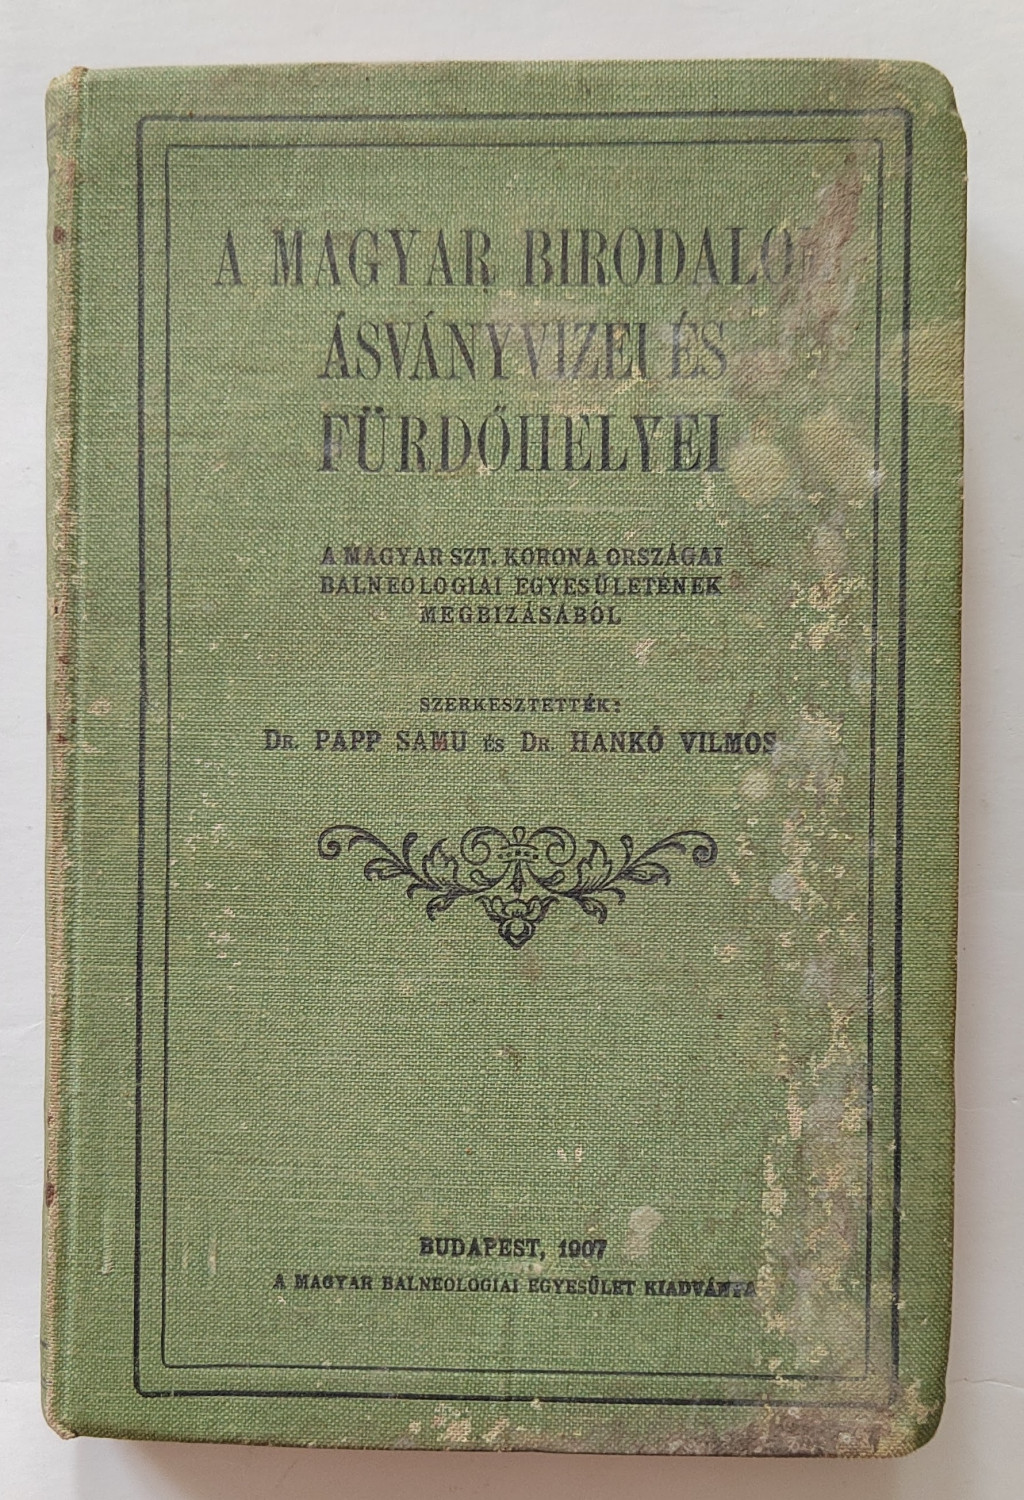 A MAGYAR BIRODALOM
ÁSVÁNYVIZEI ÉS
FÜRDŐHELYEI
A MAGYAR SZT. KORONA ORSZÁGAI
BALNEOLOGIAI EGYESÜLETÉNEK
MEGBIZÁSÁBÓL
SZERKESZTETTÉK:
DR. PAPP SAMU ÉS DR. HANKÓ VILMOS
BUDAPEST, 1907
A MAGYAR BALNEOLOGIAI EGYESÜLET KIADVÁNYA